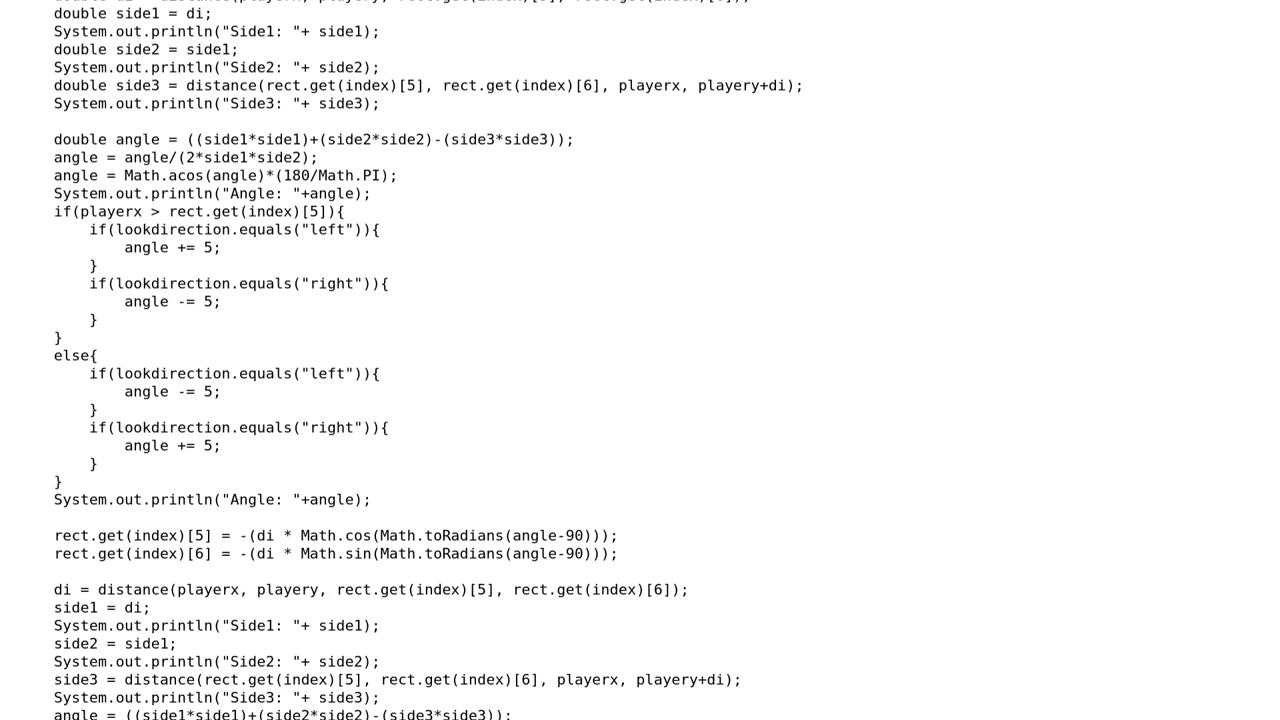 double side1 = di;
System.out.println("Side1: "+ side1);
double side2 = side1;
System.out.println("Side2: "+ side2);
double side3 = distance(rect.get(index)[5], rect.get(index)[6], playerx, playery+di);
System.out.println("Side3: "+ side3);

double angle = ((side1*side1)+(side2*side2)-(side3*side3));
angle = angle/(2*side1*side2);
angle = Math.acos(angle)*(180/Math.PI);
System.out.println("Angle: "+angle);
if(playerx > rect.get(index)[5]){
    if(lookdirection.equals("left")){
        angle += 5;
    }
    if(lookdirection.equals("right")){
        angle -= 5;
    }
}
else{
    if(lookdirection.equals("left")){
        angle -= 5;
    }
    if(lookdirection.equals("right")){
        angle += 5;
    }
}
System.out.println("Angle: "+angle);

rect.get(index)[5] = -(di * Math.cos(Math.toRadians(angle-90)));
rect.get(index)[6] = -(di * Math.sin(Math.toRadians(angle-90)));

di = distance(playerx, playery, rect.get(index)[5], rect.get(index)[6]);
side1 = di;
System.out.println("Side1: "+ side1);
side2 = side1;
System.out.println("Side2: "+ side2);
side3 = distance(rect.get(index)[5], rect.get(index)[6], playerx, playery+di);
System.out.println("Side3: "+ side3);
angle = ((side1*side1)+(side2*side2)-(side3*side3));